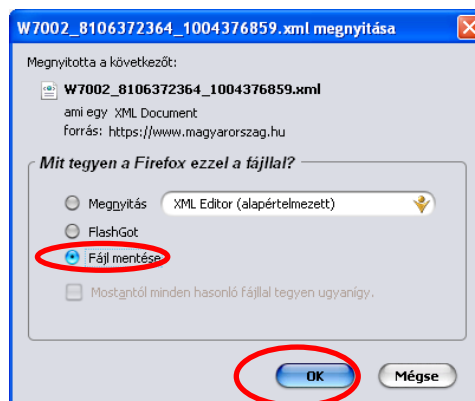 W7002_8106372364_1004376859.xml megnyitása
Megnyitotta a következőt:
W7002_8106372364_1004376859.xml
ami egy XML Document
forrás: https://www.magyarorszag.hu
Mit tegyen a Firefox ezzel a fájllal?
Megnyitás XML Editor (alapértelmezett)
FlashGot
Fájl mentése
Mostantól minden hasonló fájllal tegyen ugyanígy.
OK Mégse